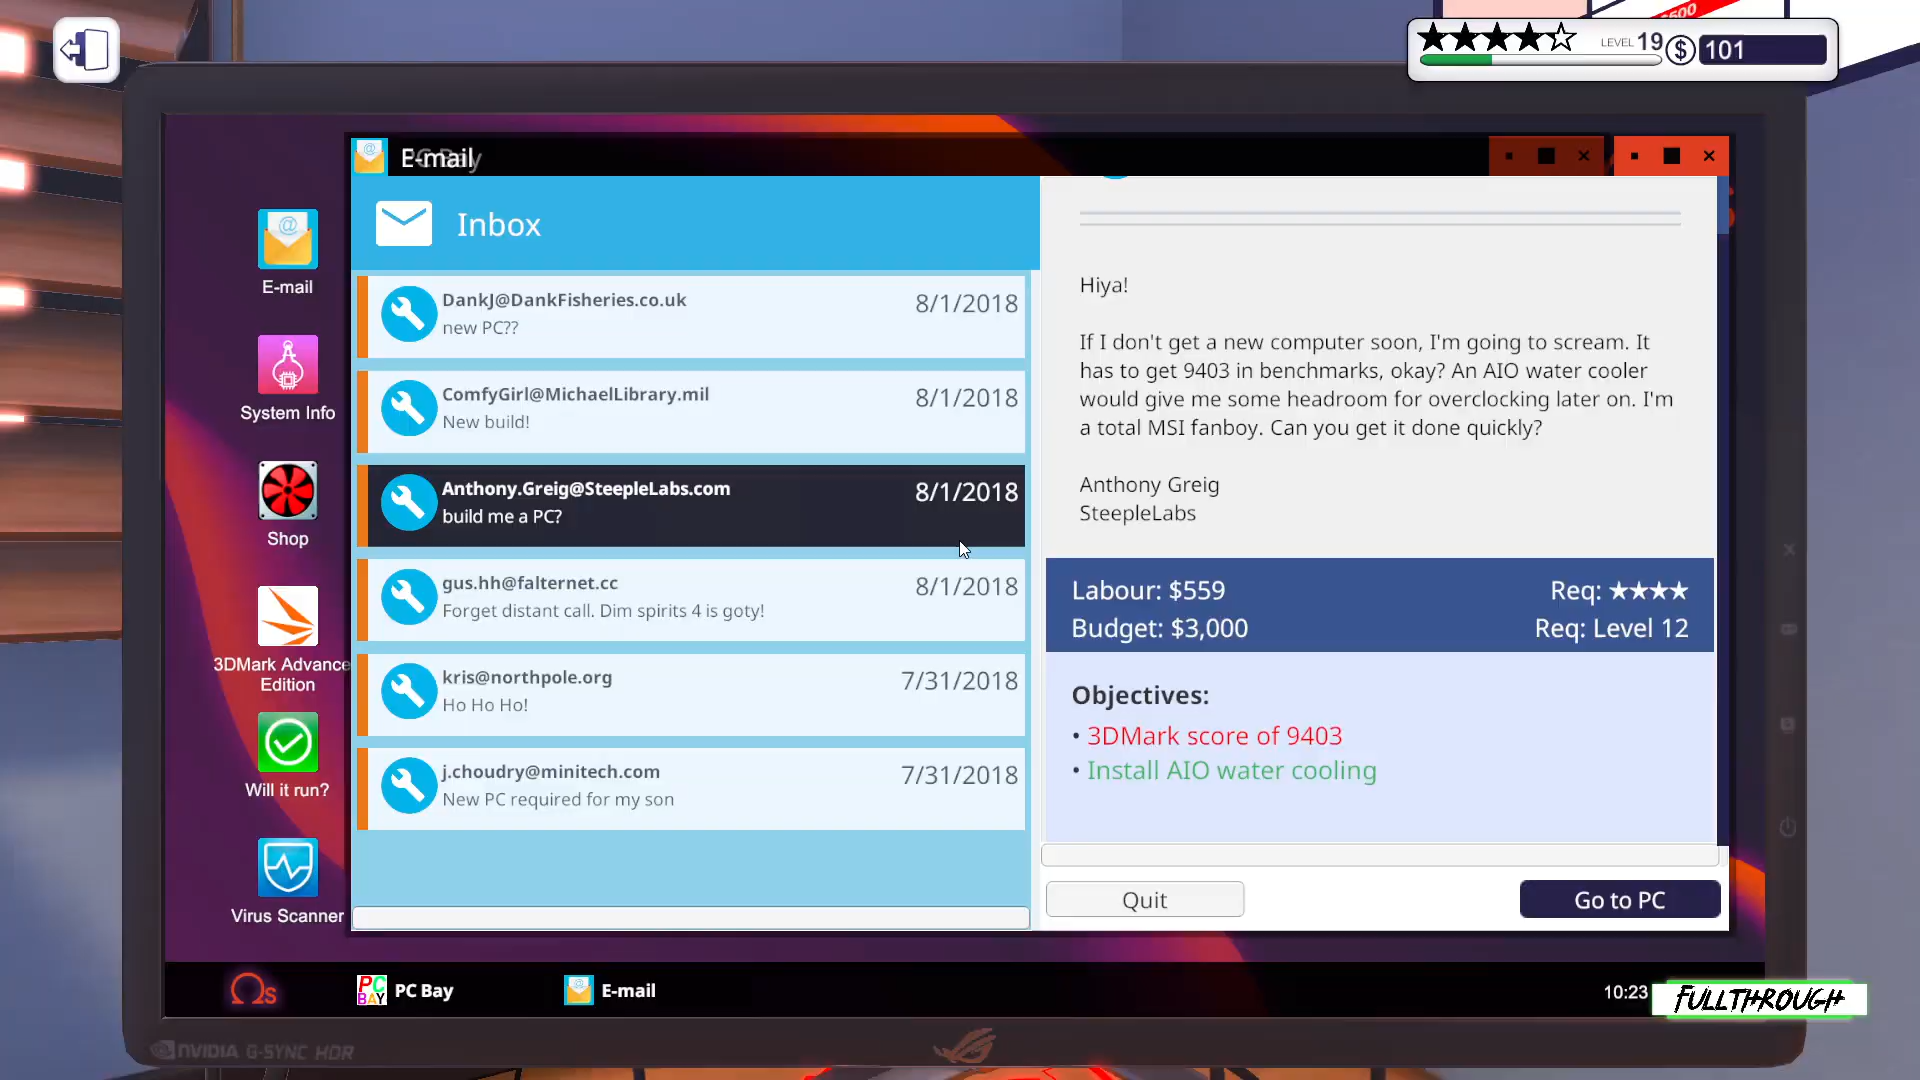 LEVEL 19
$ 101
500
E-mail
Inbox
DankJ@DankFisheries.co.uk
8/1/2018
new PC??
ComfyGirl@MichaelLibrary.mil
8/1/2018
New build!
Anthony.Greig@SteepleLabs.com
8/1/2018
build me a PC?
gus.hh@falternet.cc
8/1/2018
Forget distant call. Dim spirits 4 is goty!
kris@northpole.org
7/31/2018
Ho Ho Ho!
j.choudry@minitech.com
7/31/2018
New PC required for my son
Hiya!
If I don't get a new computer soon, I'm going to scream. It
has to get 9403 in benchmarks, okay? An AIO water cooler
would give me some headroom for overclocking later on. I'm
a total MSI fanboy. Can you get it done quickly?
Anthony Greig
SteepleLabs
Labour: $559
Req: ★★★★
Budget: $3,000
Req: Level 12
Objectives:
• 3DMark score of 9403
• Install AIO water cooling
Quit
Go to PC
E-mail
System Info
Shop
3DMark Advance
Edition
Will it run?
Virus Scanner
Ωs
PC BAY
PC Bay
E-mail
10:23
FULLTHROUGH
NVIDIA G-SYNC HDR